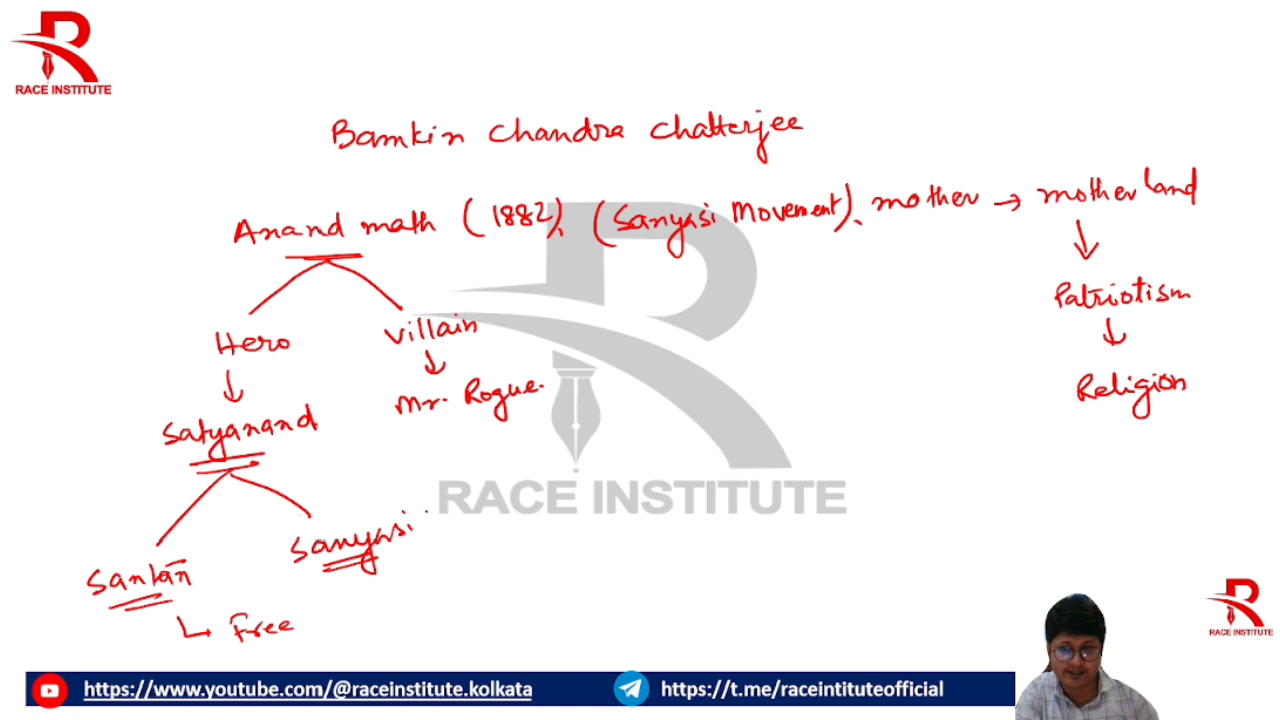 RACE INSTITUTE
Bamkin Chandra Chatterjee
Anand math (1882), (Sanyasi Movement), mother → motherland
↓
Patriotism
↓
Religion
Hero
↓
Satyanand
Villain
↓
Mr. Rogue.
Santan
↳ Free
Sanyasi
RACE INSTITUTE
RACE INSTITUTE
https://www.youtube.com/@raceinstitute.kolkata
https://t.me/raceintituteofficial